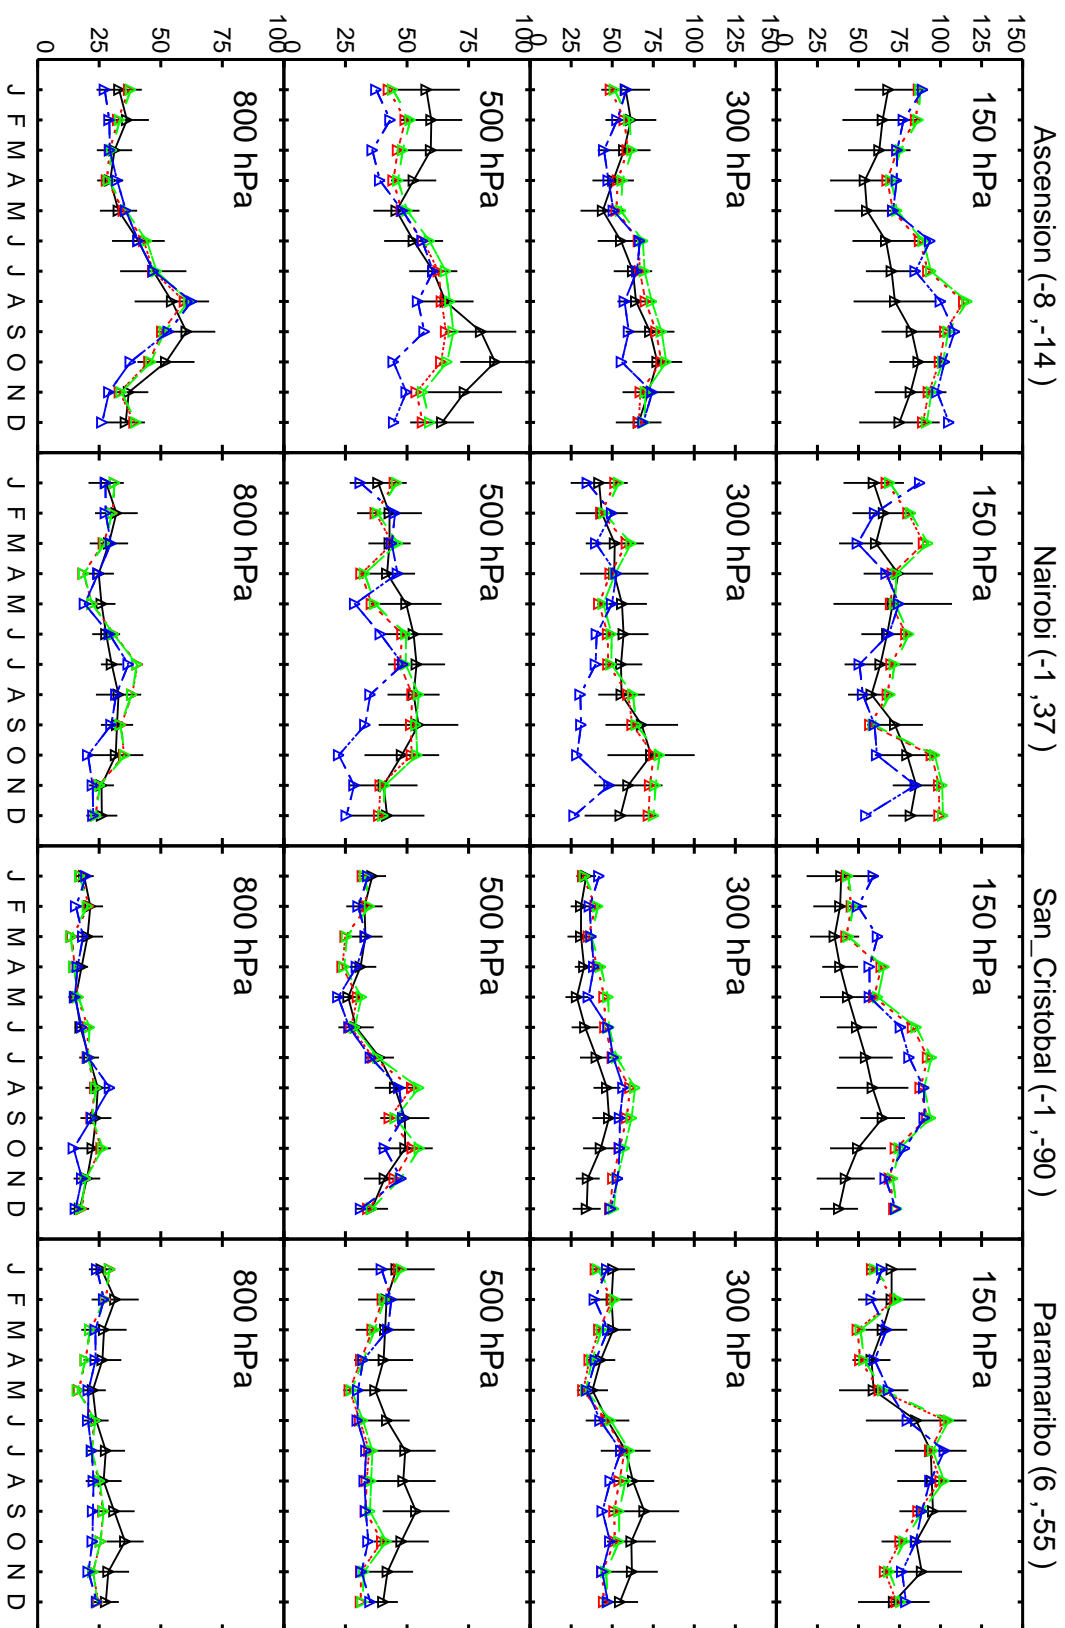 Ascension (-8 ,-14 )
Nairobi (-1 ,37 )
San_Cristobal (-1 ,-90 )
Paramaribo (6 ,-55 )
150
125
100
75
50
25
0
150 hPa
150 hPa
150 hPa
150 hPa
150
125
100
75
50
25
0
300 hPa
300 hPa
300 hPa
300 hPa
100
75
50
25
0
500 hPa
500 hPa
500 hPa
500 hPa
100
75
50
25
0
800 hPa
800 hPa
800 hPa
800 hPa
J F M A M J J A S O N D
J F M A M J J A S O N D
J F M A M J J A S O N D
J F M A M J J A S O N D